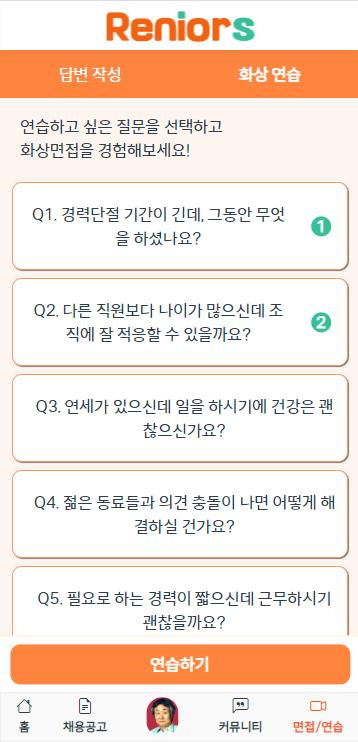 Reniors
답변 작성 화상 연습
연습하고 싶은 질문을 선택하고
화상면접을 경험해보세요!
Q1. 경력단절 기간이 긴데, 그동안 무엇
을 하셨나요?
1
Q2. 다른 직원보다 나이가 많으신데 조
직에 잘 적응할 수 있을까요?
2
Q3. 연세가 있으신데 일을 하시기에 건강은 괜
찮으신가요?
Q4. 젊은 동료들과 의견 충돌이 나면 어떻게 해
결하실 건가요?
Q5. 필요로 하는 경력이 짧으신데 근무하시기
괜찮을까요?
연습하기
홈 채용공고 커뮤니티 면접/연습